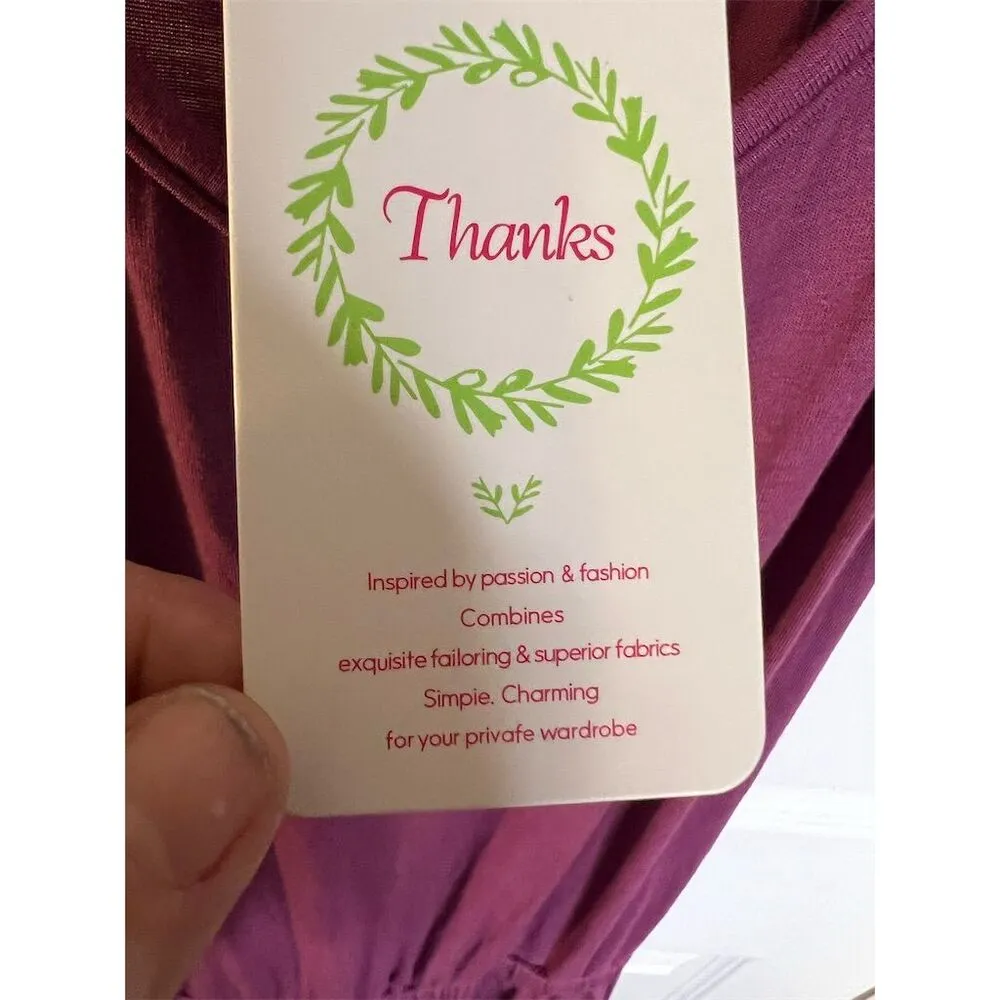 Thanks
Inspired by passion & fashion
Combines
exquisite failoring & superior fabrics
Simpie. Charming
for your privafe wardrobe